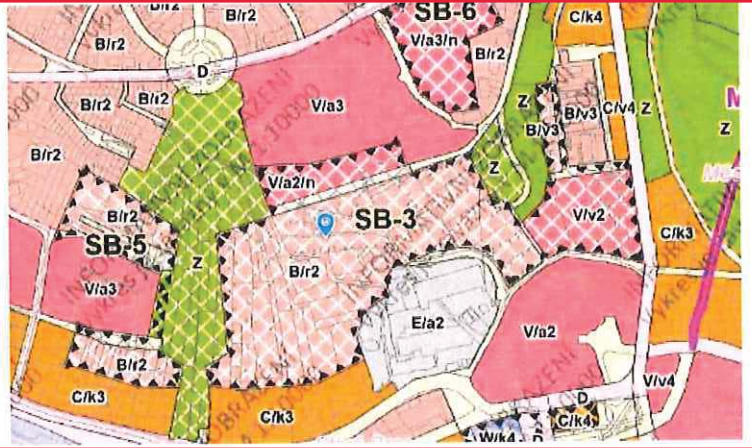 SB-6
C/k4
B/r2
B/r2
V/a3/n
B/r2
D
B/r2
B/r2
V/a3
Z
B/v3
C/v4
Z
B/v3
Z
B/r2
V/a2/n
Z
B/r2
SB-3
V/v2
SB-5
C/k3
Z
B/r2
V/a3
E/a2
V/a2
B/r2
V/v4
C/k3
D
C/k3
C/k4
W/k4
D